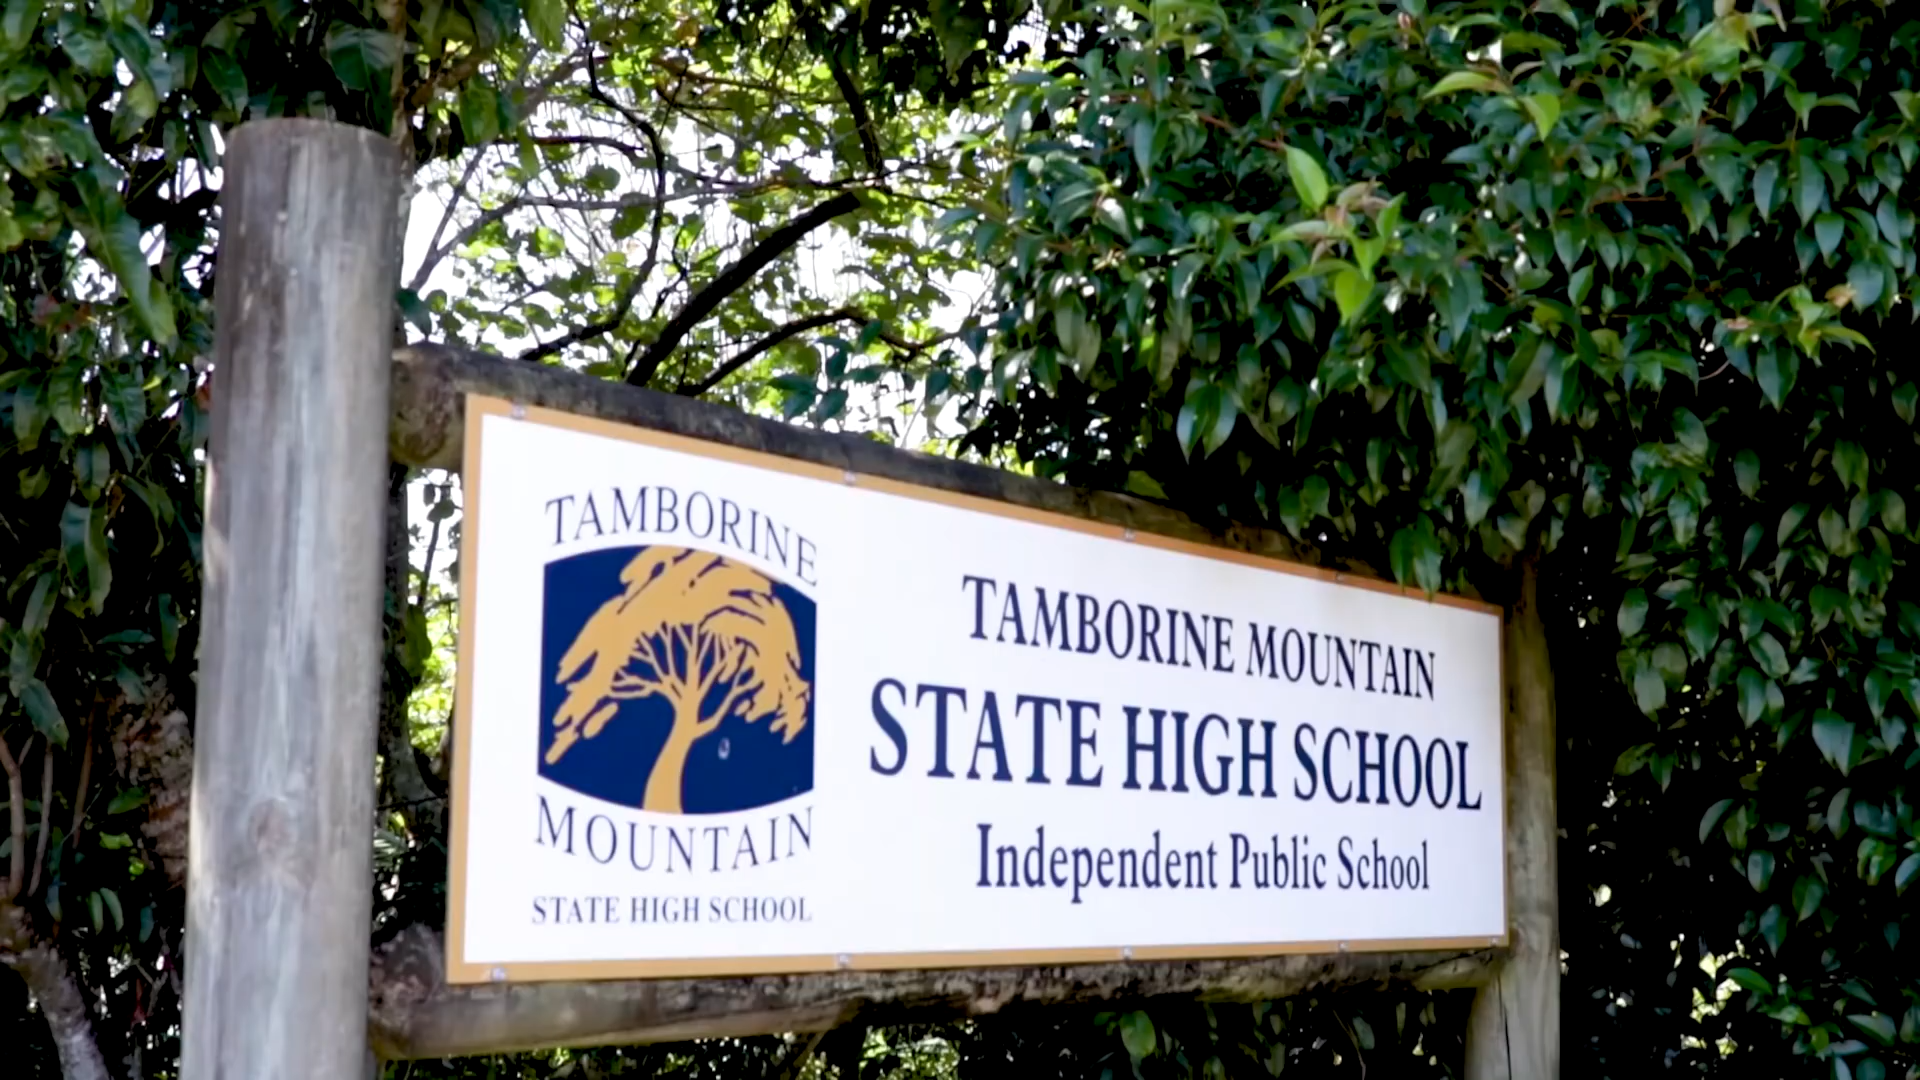 TAMBORINE
MOUNTAIN
STATE HIGH SCHOOL
TAMBORINE MOUNTAIN
STATE HIGH SCHOOL
Independent Public School